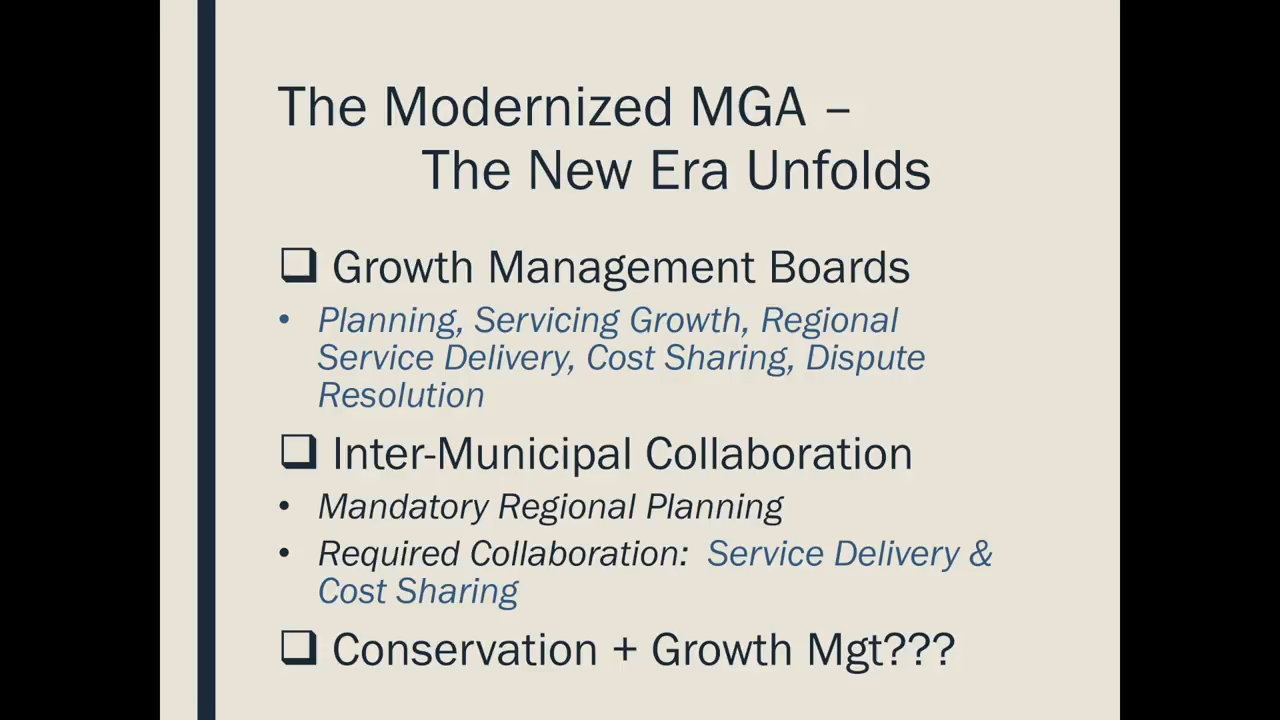 The Modernized MGA –
The New Era Unfolds
❑ Growth Management Boards
• Planning, Servicing Growth, Regional
Service Delivery, Cost Sharing, Dispute
Resolution
❑ Inter-Municipal Collaboration
• Mandatory Regional Planning
• Required Collaboration: Service Delivery &
Cost Sharing
❑ Conservation + Growth Mgt???